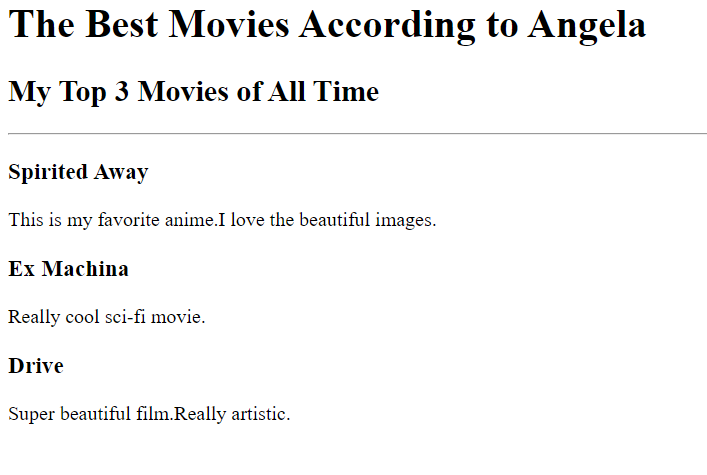 The Best Movies According to Angela
My Top 3 Movies of All Time
Spirited Away
This is my favorite anime.I love the beautiful images.
Ex Machina
Really cool sci-fi movie.
Drive
Super beautiful film.Really artistic.